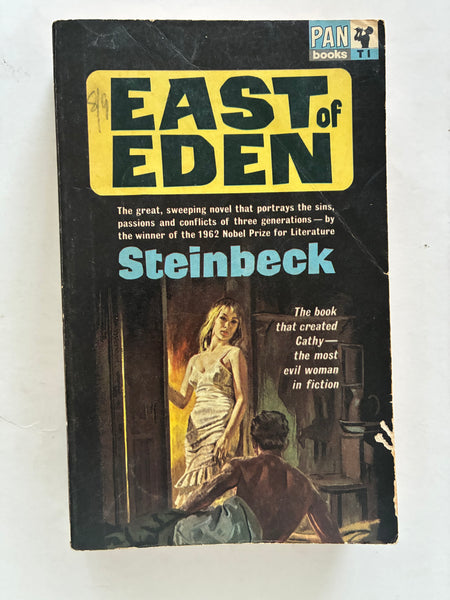 PAN
books T1
8/9
EAST of
EDEN
The great, sweeping novel that portrays the sins,
passions and conflicts of three generations — by
the winner of the 1962 Nobel Prize for Literature
Steinbeck
The book
that created
Cathy—
the most
evil woman
in fiction